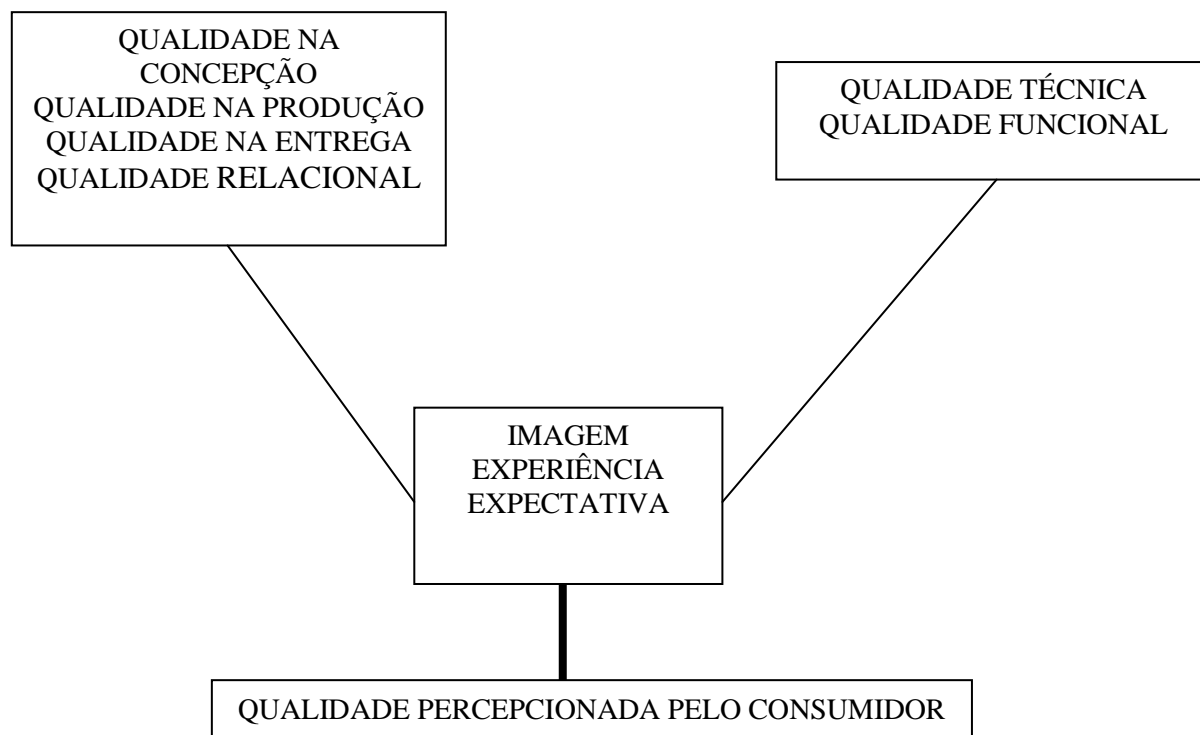 QUALIDADE NA
CONCEPÇÃO
QUALIDADE NA PRODUÇÃO
QUALIDADE NA ENTREGA
QUALIDADE RELACIONAL
QUALIDADE TÉCNICA
QUALIDADE FUNCIONAL
IMAGEM
EXPERIÊNCIA
EXPECTATIVA
QUALIDADE PERCEPCIONADA PELO CONSUMIDOR